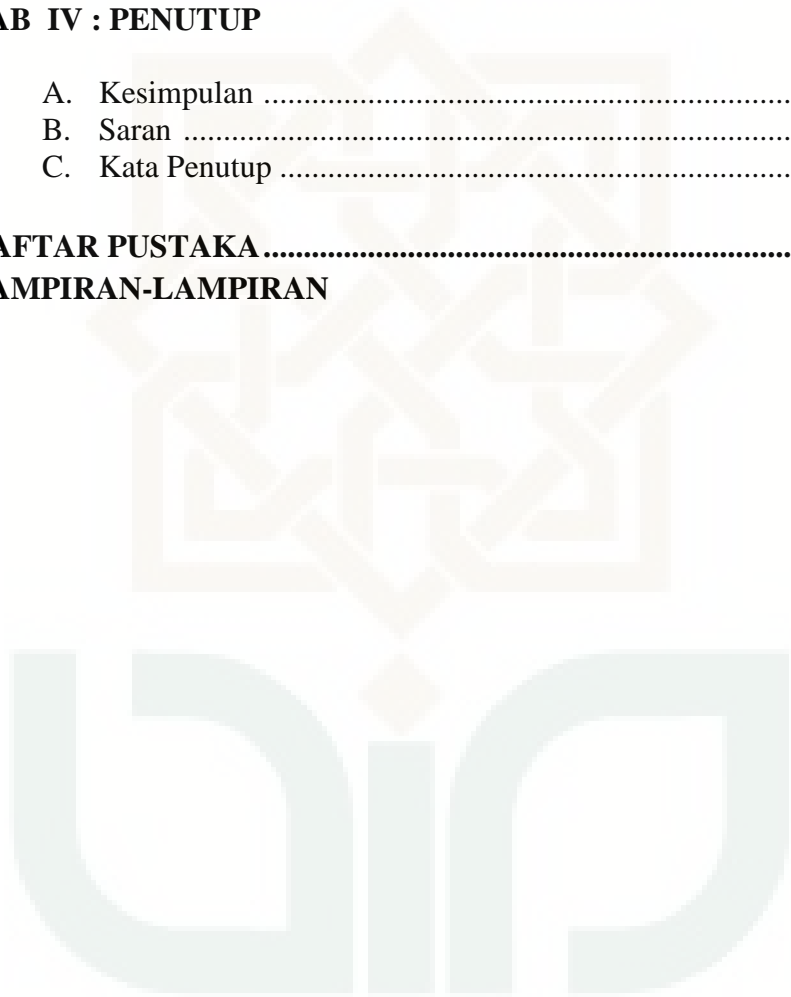 AB IV : PENUTUP
A. Kesimpulan ..................................................................
B. Saran ............................................................................
C. Kata Penutup ................................................................
AFTAR PUSTAKA..................................................................
AMPIRAN-LAMPIRAN